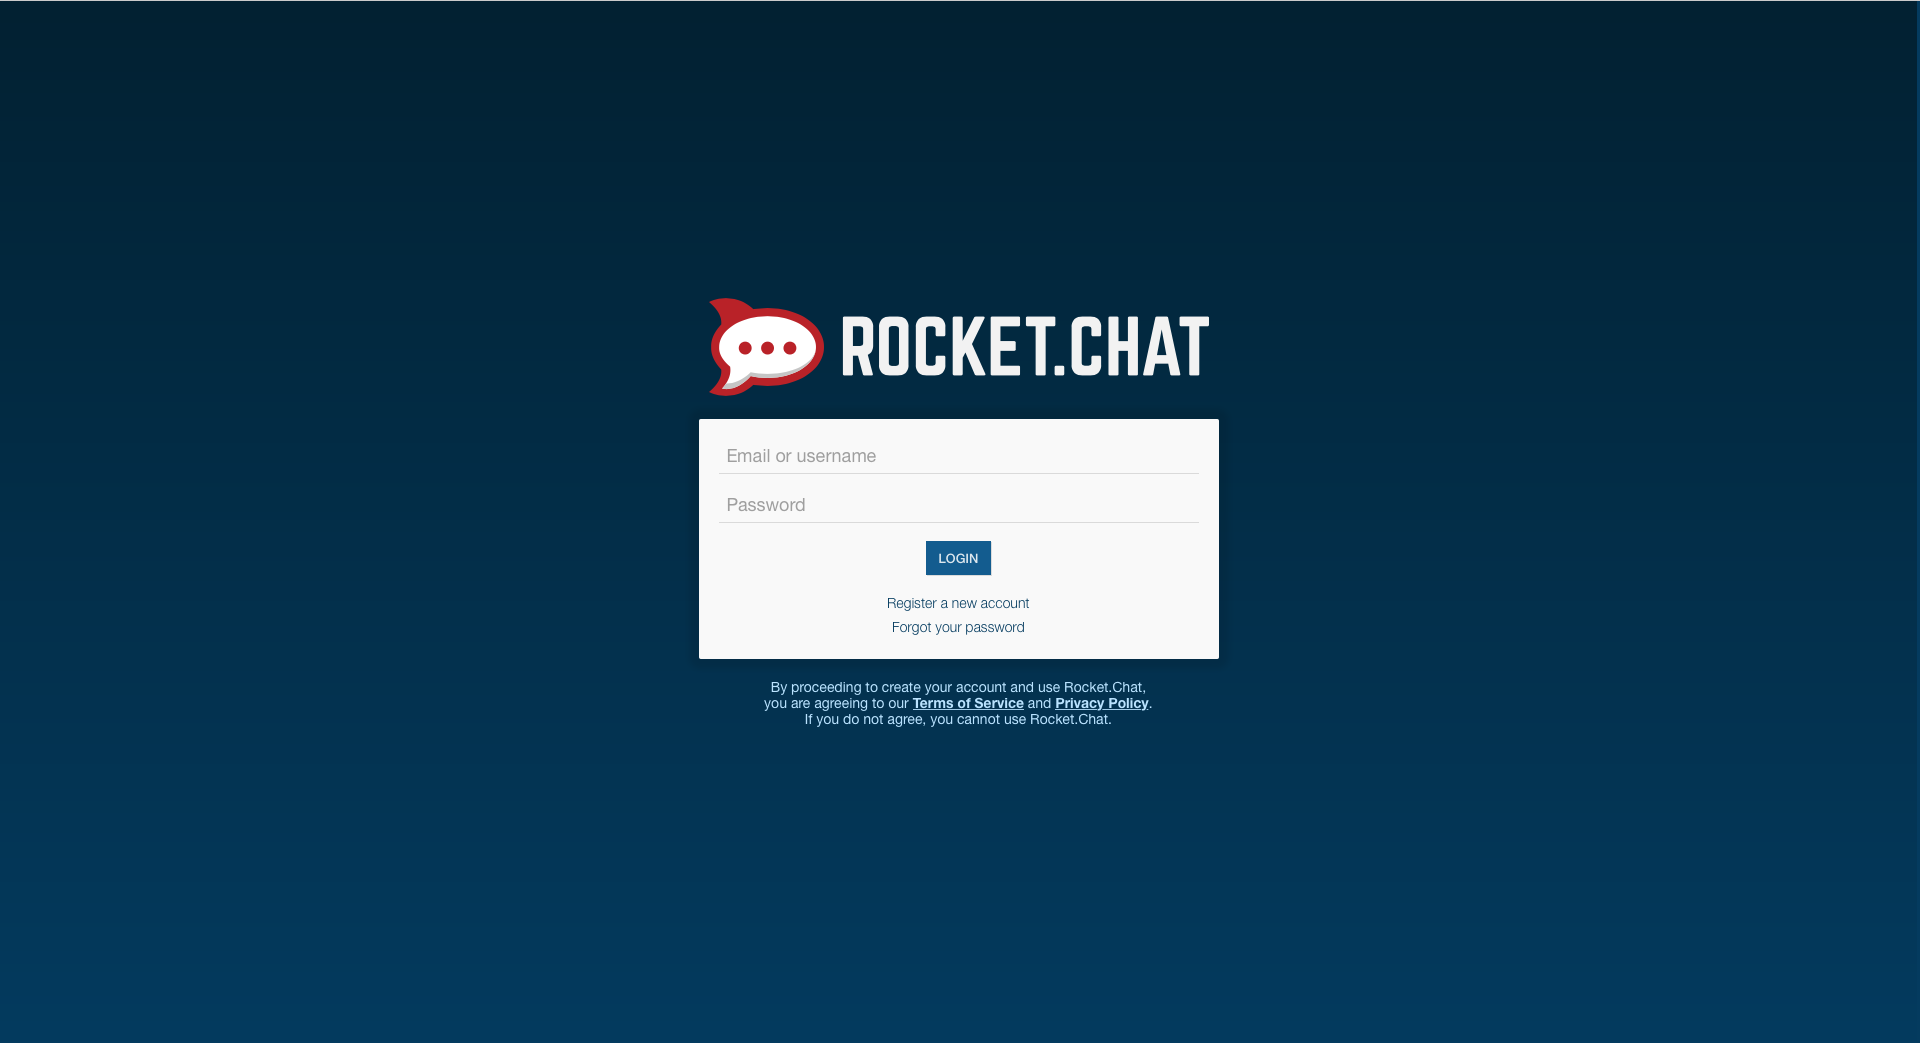 ROCKET.CHAT
Email or username
Password
LOGIN
Register a new account
Forgot your password
By proceeding to create your account and use Rocket.Chat,
you are agreeing to our Terms of Service and Privacy Policy.
If you do not agree, you cannot use Rocket.Chat.